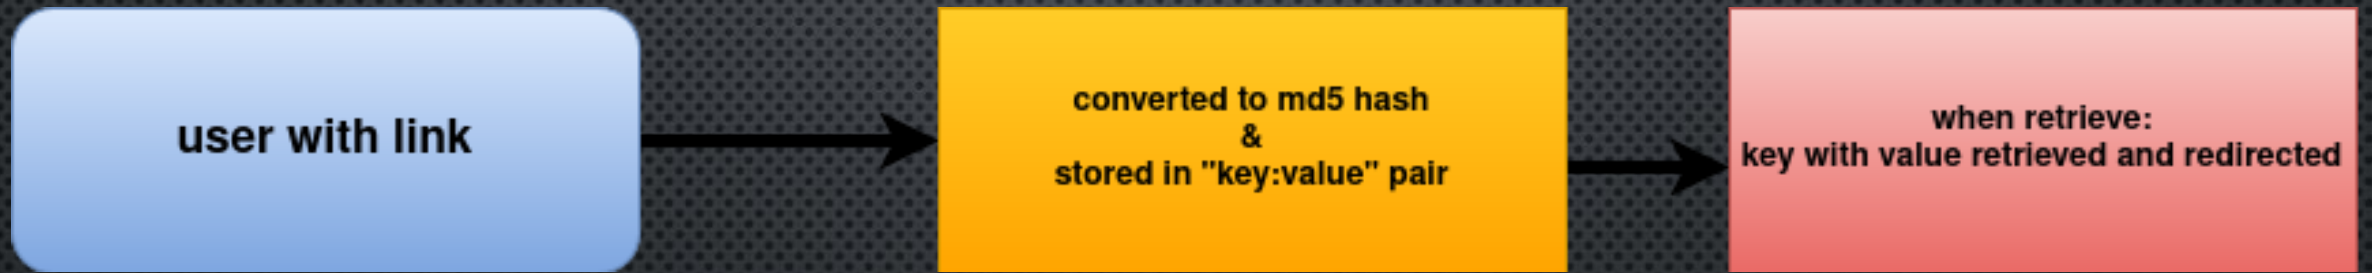 user with link
converted to md5 hash
&
stored in "key:value" pair
when retrieve:
key with value retrieved and redirected